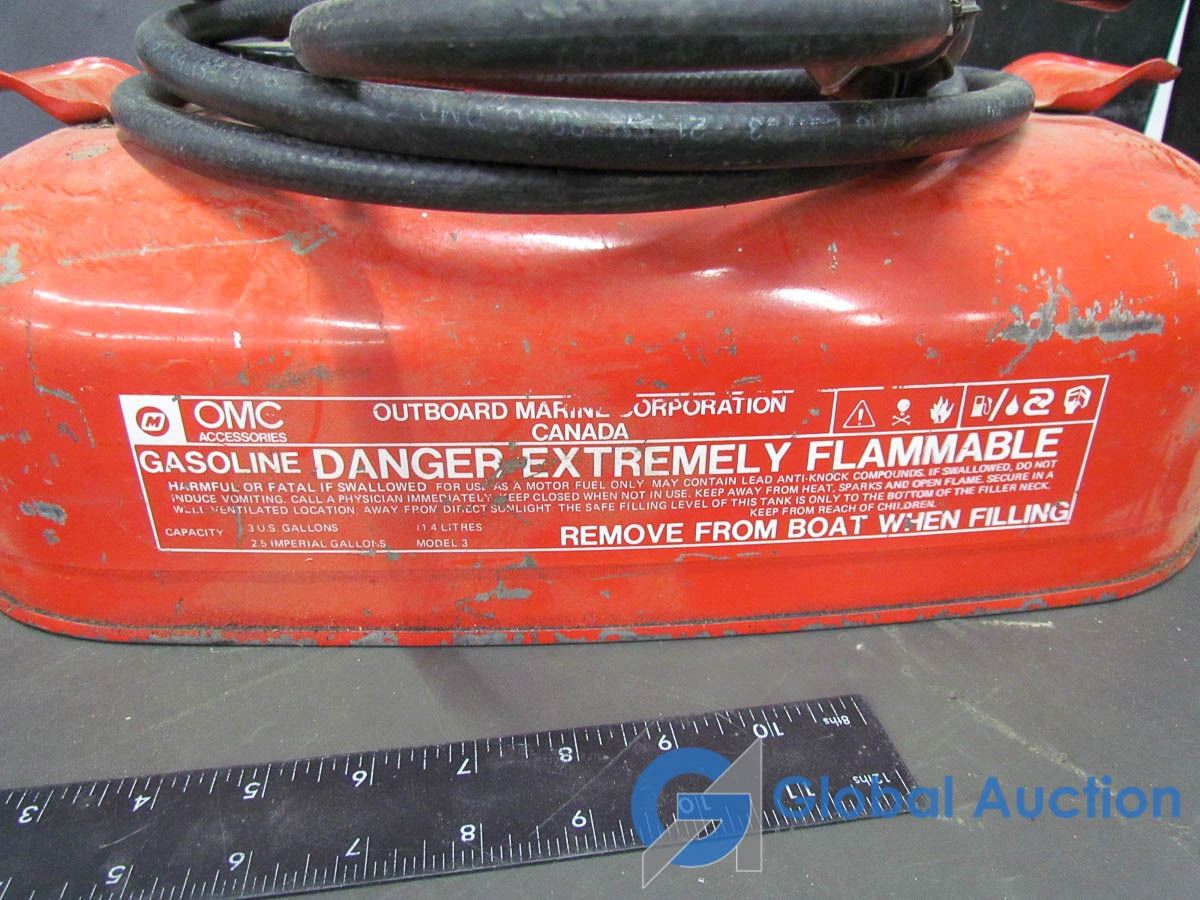 M OMC
ACCESSORIES
OUTBOARD MARINE CORPORATION
CANADA
GASOLINE DANGER EXTREMELY FLAMMABLE
HARMFUL OR FATAL IF SWALLOWED FOR USE AS A MOTOR FUEL ONLY MAY CONTAIN LEAD ANTI-KNOCK COMPOUNDS. IF SWALLOWED, DO NOT
INDUCE VOMITING. CALL A PHYSICIAN IMMEDIATELY. KEEP CLOSED WHEN NOT IN USE. KEEP AWAY FROM HEAT, SPARKS AND OPEN FLAME. SECURE IN A
WELL VENTILATED LOCATION AWAY FROM DIRECT SUNLIGHT THE SAFE FILLING LEVEL OF THIS TANK IS ONLY TO THE BOTTOM OF THE FILLER NECK.
KEEP FROM REACH OF CHILDREN.
CAPACITY 3 U.S. GALLONS 11.4 LITRES
2.5 IMPERIAL GALLONS MODEL 3
REMOVE FROM BOAT WHEN FILLING
3 4 5 6 7 8 9 10 8ths
5 6 7 8 9 10 11 12ths
Global Auction